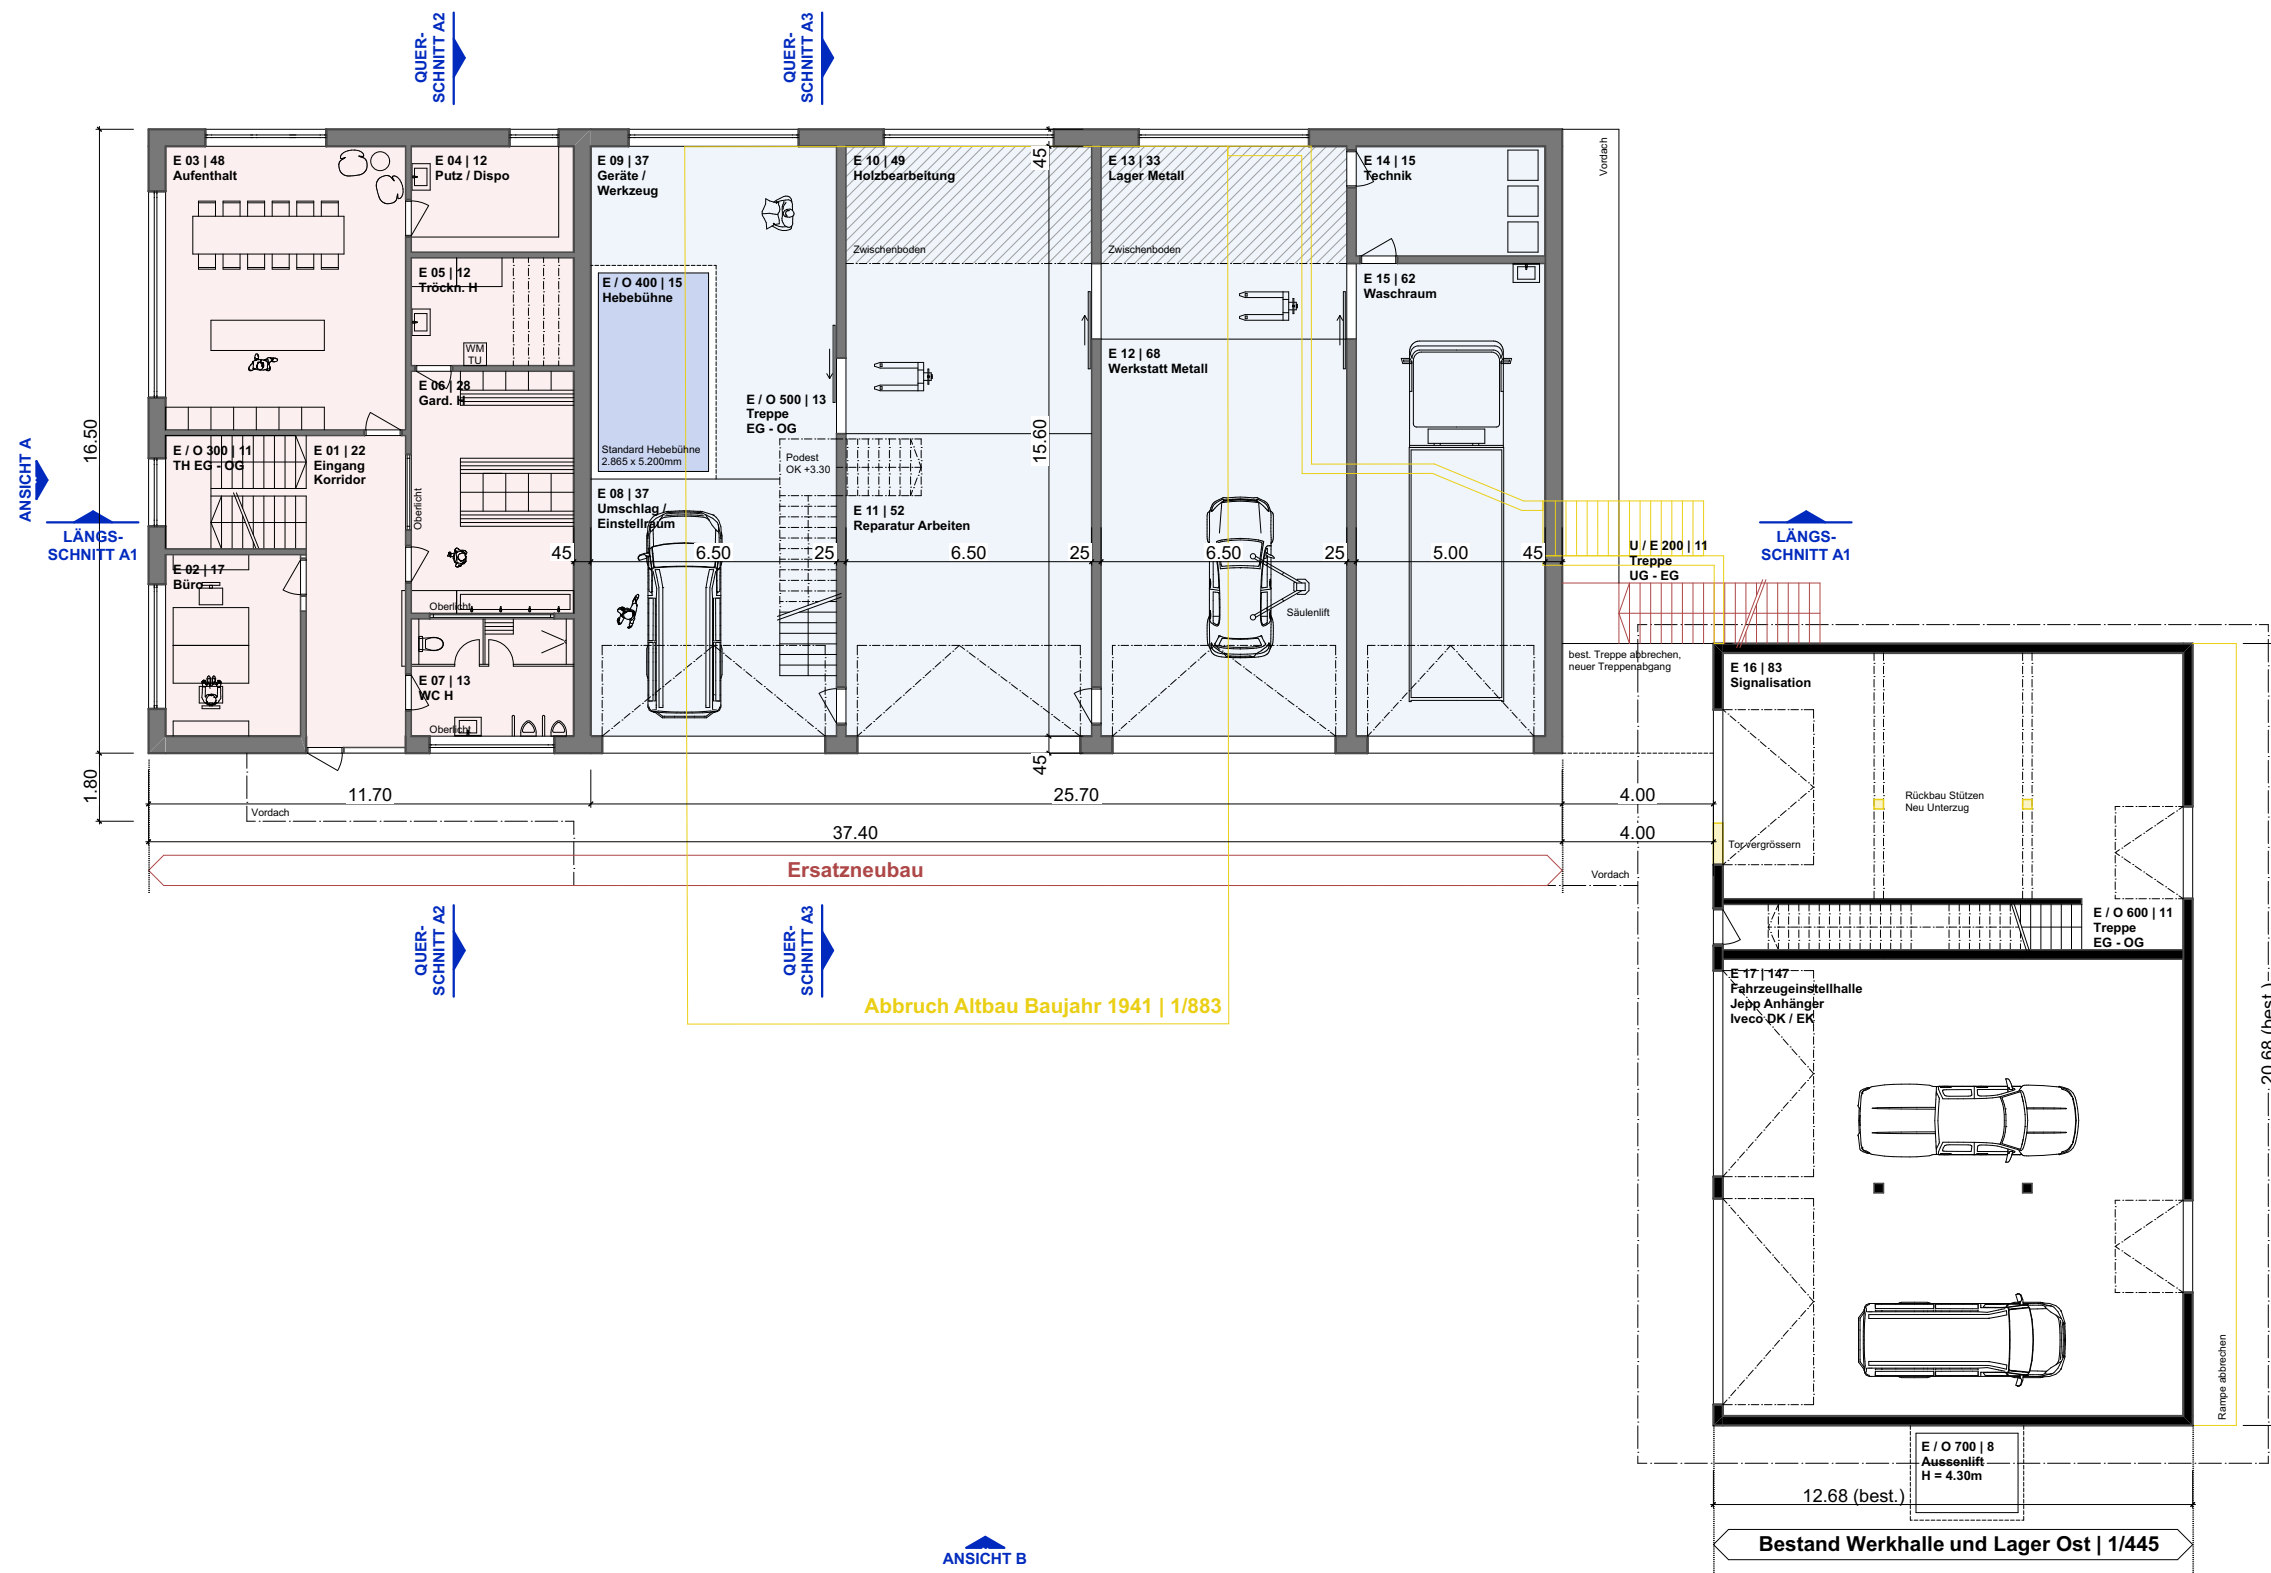 QUER-
SCHNITT A2
QUER-
SCHNITT A3
E 03 | 48
Aufenthalt
E 04 | 12
Putz / Dispo
E 09 | 37
Geräte /
Werkzeug
45
E 10 | 49
Holzbearbeitung
E 13 | 33
Lager Metall
E 14 | 15
Technik
Vordach
Zwischenboden
Zwischenboden
E 05 | 12
Tröckn. H
E / O 400 | 15
Hebebühne
E 15 | 62
Waschraum
WM
TU
E 12 | 68
Werkstatt Metall
E 06 | 28
Gard. H
E / O 500 | 13
Treppe
EG - OG
16.50
15.60
ANSICHT A
E / O 300 | 11
TH EG - OG
E 01 | 22
Eingang
Korridor
Standard Hebebühne
2.865 x 5.200mm
Podest
OK +3.30
Oberlicht
E 08 | 37
Umschlag /
Einstellraum
E 11 | 52
Reparatur Arbeiten
LÄNGS-
SCHNITT A1
LÄNGS-
SCHNITT A1
45
6.50
25
6.50
25
6.50
25
5.00
45
U / E 200 | 11
Treppe
UG - EG
E 02 | 17
Büro
Oberlicht
Säulenlift
best. Treppe abbrechen,
neuer Treppenabgang
E 16 | 83
Signalisation
E 07 | 13
WC H
Oberlicht
45
1.80
11.70
25.70
4.00
Vordach
Rückbau Stützen
Neu Unterzug
37.40
4.00
Tor vergrössern
Ersatzneubau
Vordach
QUER-
SCHNITT A2
QUER-
SCHNITT A3
E / O 600 | 11
Treppe
EG - OG
E 17 | 147
Fahrzeugeinstellhalle
Jepp Anhänger
Iveco DK / EK
Abbruch Altbau Baujahr 1941 | 1/883
20.68 (best.)
Rampe abbrechen
E / O 700 | 8
Aussenlift
H = 4.30m
12.68 (best.)
Bestand Werkhalle und Lager Ost | 1/445
ANSICHT B